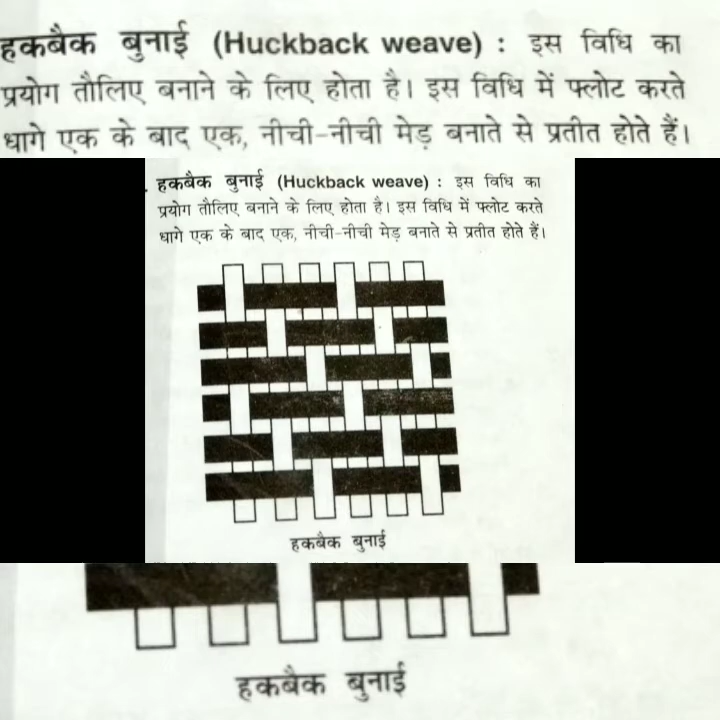 हकबैक बुनाई (Huckback weave) : इस विधि का
प्रयोग तौलिए बनाने के लिए होता है। इस विधि में फ्लोट करते
धागे एक के बाद एक, नीची-नीची मेड़ बनाते से प्रतीत होते हैं।
हकबैक बुनाई (Huckback weave) : इस विधि का
प्रयोग तौलिए बनाने के लिए होता है। इस विधि में फ्लोट करते
धागे एक के बाद एक, नीची-नीची मेड़ बनाते से प्रतीत होते हैं।
हकबैक बुनाई
हकबैक बुनाई